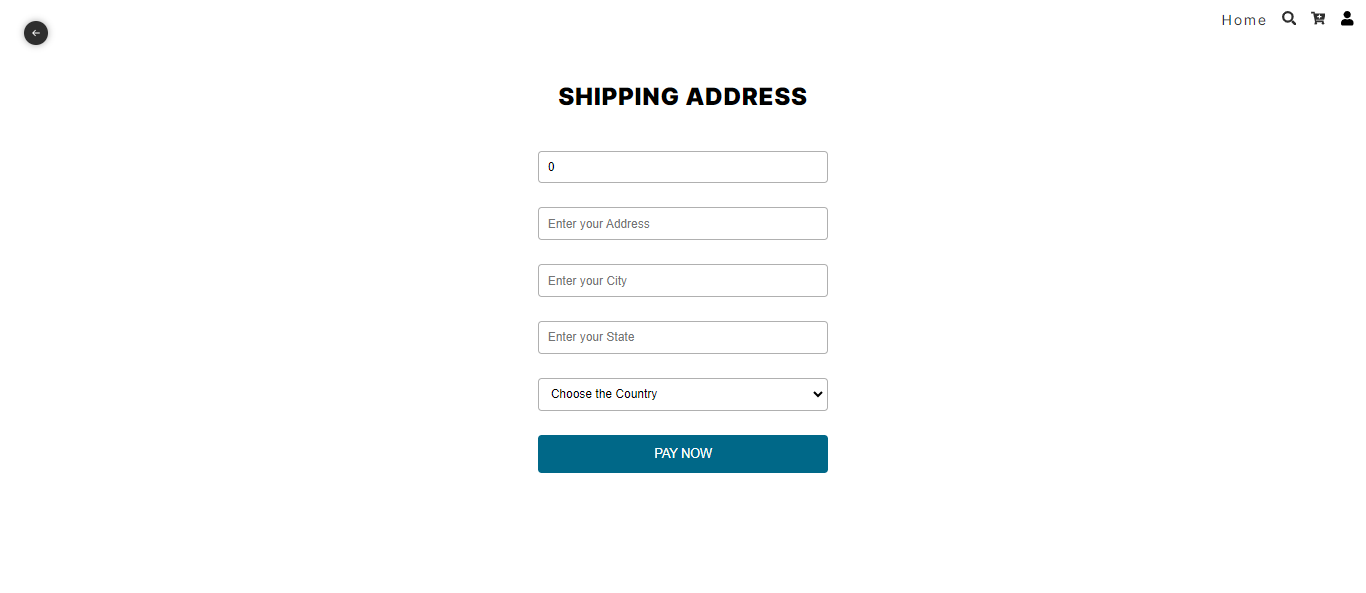 Home
SHIPPING ADDRESS
0
Enter your Address
Enter your City
Enter your State
Choose the Country
PAY NOW